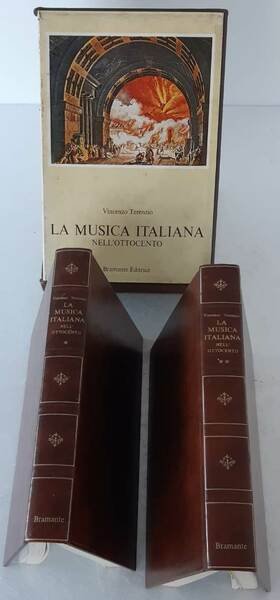 Vincenzo Terenzio
LA MUSICA ITALIANA
NELL'OTTOCENTO
Bramante Editrice
Vincenzo Terenzio
LA
MUSICA
ITALIANA
NELL'
OTTOCENTO
*
Bramante
Vincenzo Terenzio
LA
MUSICA
ITALIANA
NELL'
OTTOCENTO
**
Bramante